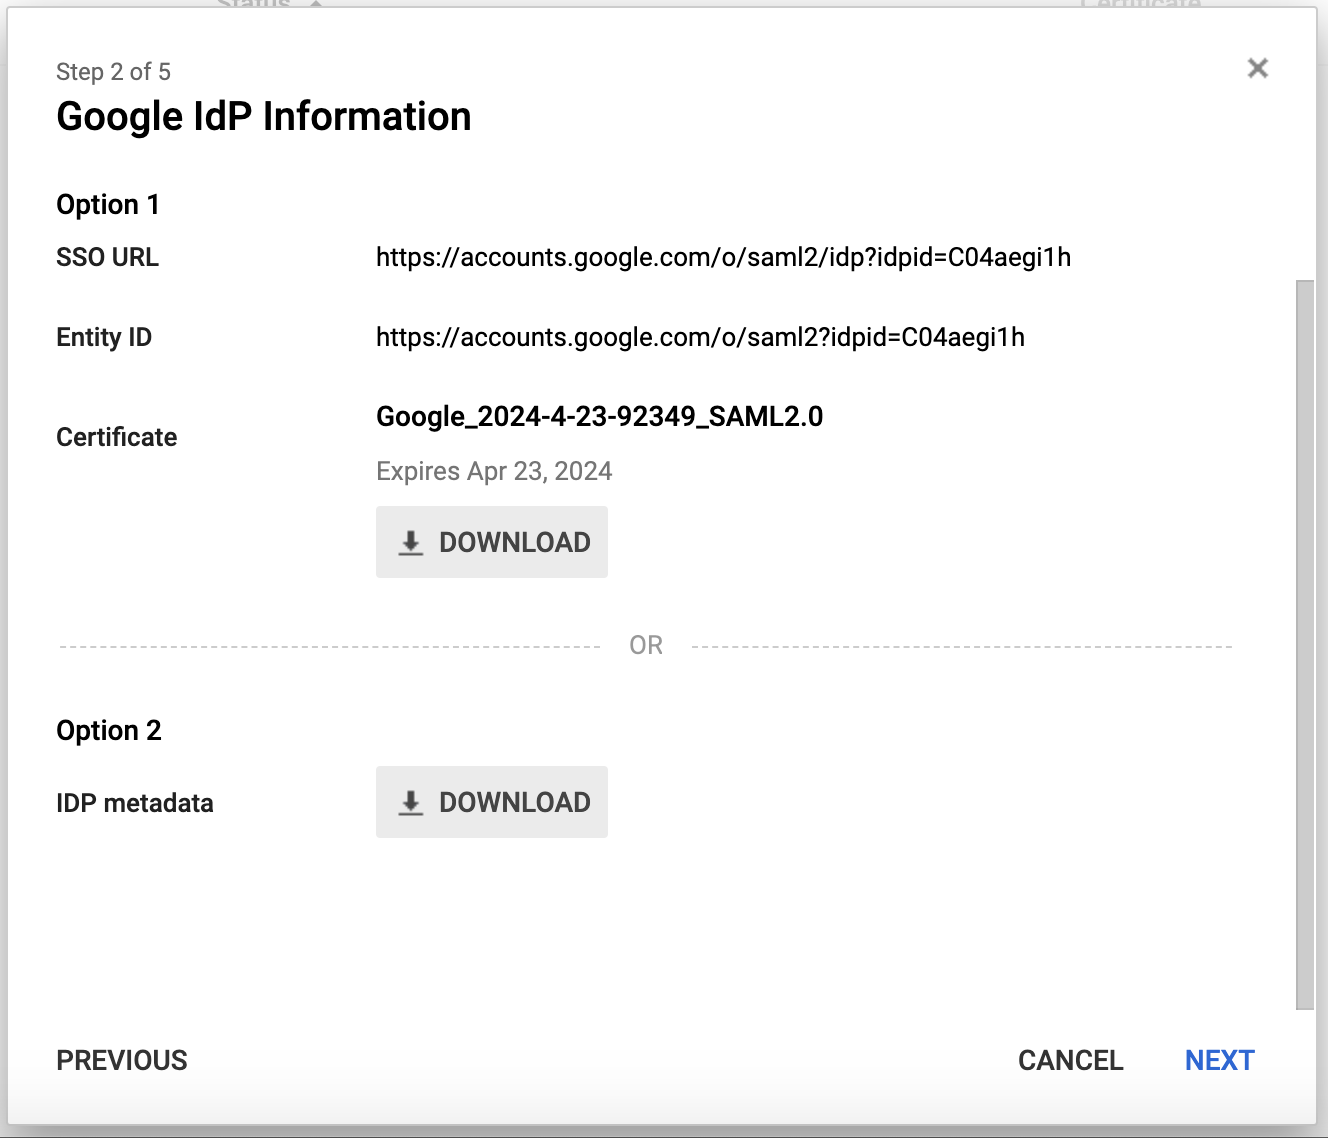 Status
Certificate
Step 2 of 5
Google IdP Information
Option 1
SSO URL
https://accounts.google.com/o/saml2/idp?idpid=C04aegi1h
Entity ID
https://accounts.google.com/o/saml2?idpid=C04aegi1h
Certificate
Google_2024-4-23-92349_SAML2.0
Expires Apr 23, 2024
DOWNLOAD
OR
Option 2
IDP metadata
DOWNLOAD
PREVIOUS
CANCEL
NEXT